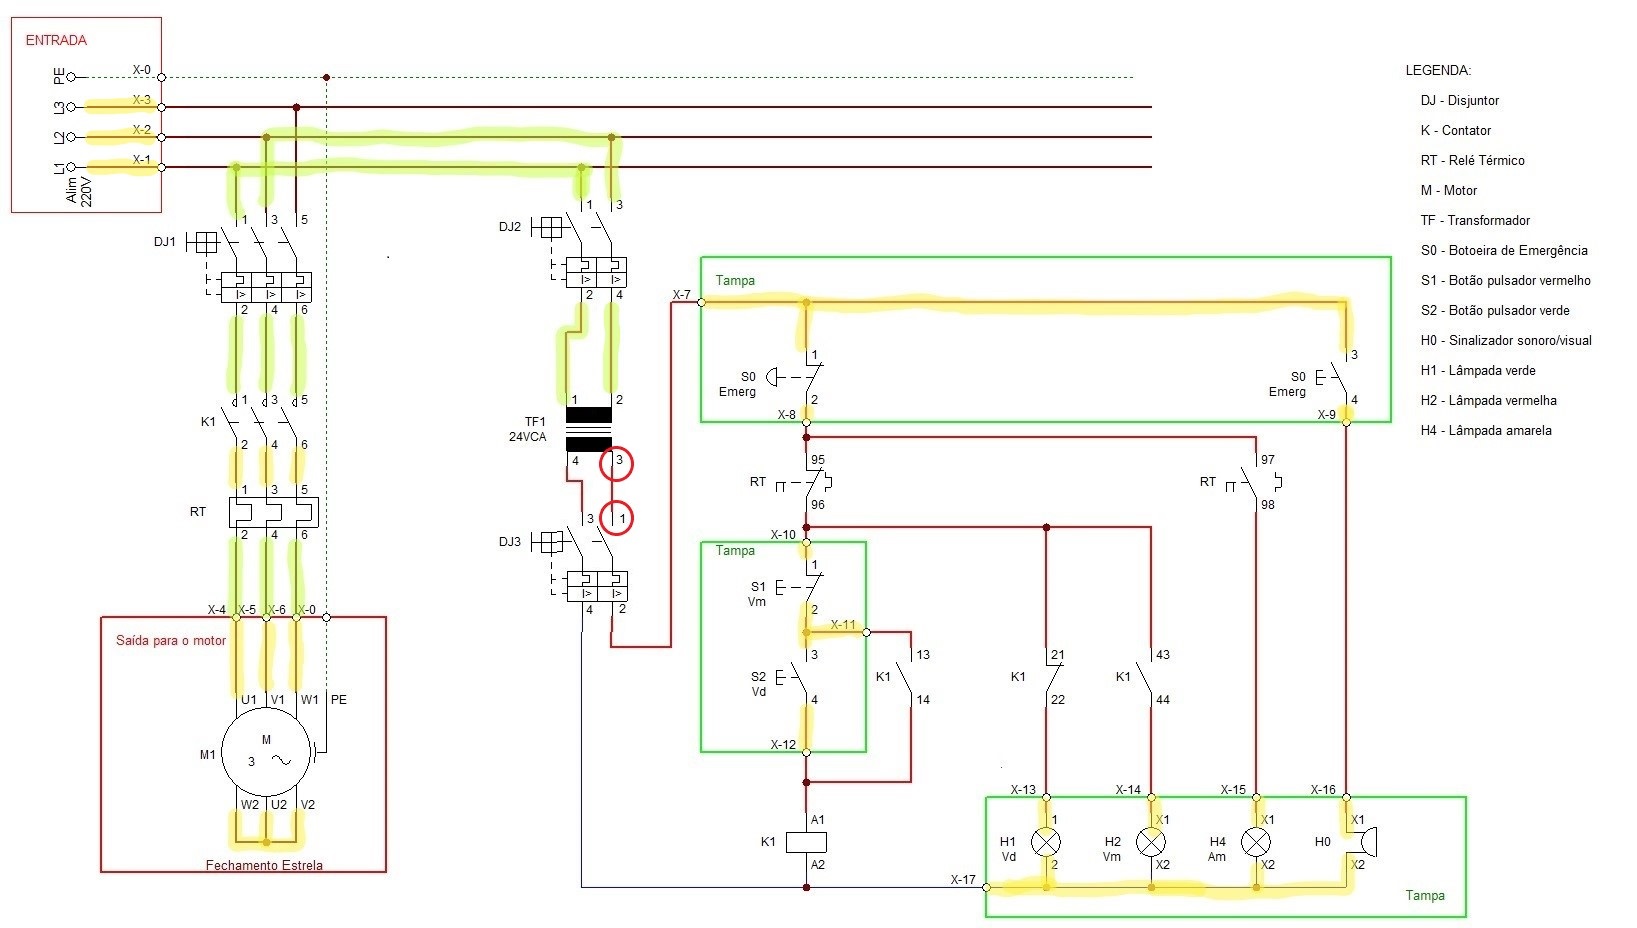 ENTRADA
PE
X-0
L3
X-3
L2
X-2
L1
X-1
Alim
220V
LEGENDA:
DJ - Disjuntor
K - Contator
RT - Relé Térmico
M - Motor
TF - Transformador
S0 - Botoeira de Emergência
S1 - Botão pulsador vermelho
S2 - Botão pulsador verde
H0 - Sinalizador sonoro/visual
H1 - Lâmpada verde
H2 - Lâmpada vermelha
H4 - Lâmpada amarela
DJ1
1 3 5
I> I> I>
2 4 6
K1
1 3 5
2 4 6
RT
1 3 5
2 4 6
X-4 X-5 X-6 X-0
Saída para o motor
U1 V1 W1 PE
M1
M
3
W2 U2 V2
Fechamento Estrela
DJ2
1 3
I> I>
2 4
1 2
TF1
24VCA
4 3
3 1
DJ3
I> I>
4 2
X-7
Tampa
1
S0
Emerg
2
X-8
3
S0
Emerg
4
X-9
95
RT
96
97
RT
98
X-10
Tampa
1
S1
Vm
2
X-11
3
S2
Vd
4
X-12
13
K1
14
21
K1
22
43
K1
44
A1
K1
A2
X-13 X-14 X-15 X-16
1
H1
Vd
2
X1
H2
Vm
X2
X1
H4
Am
X2
X1
H0
X2
X-17
Tampa